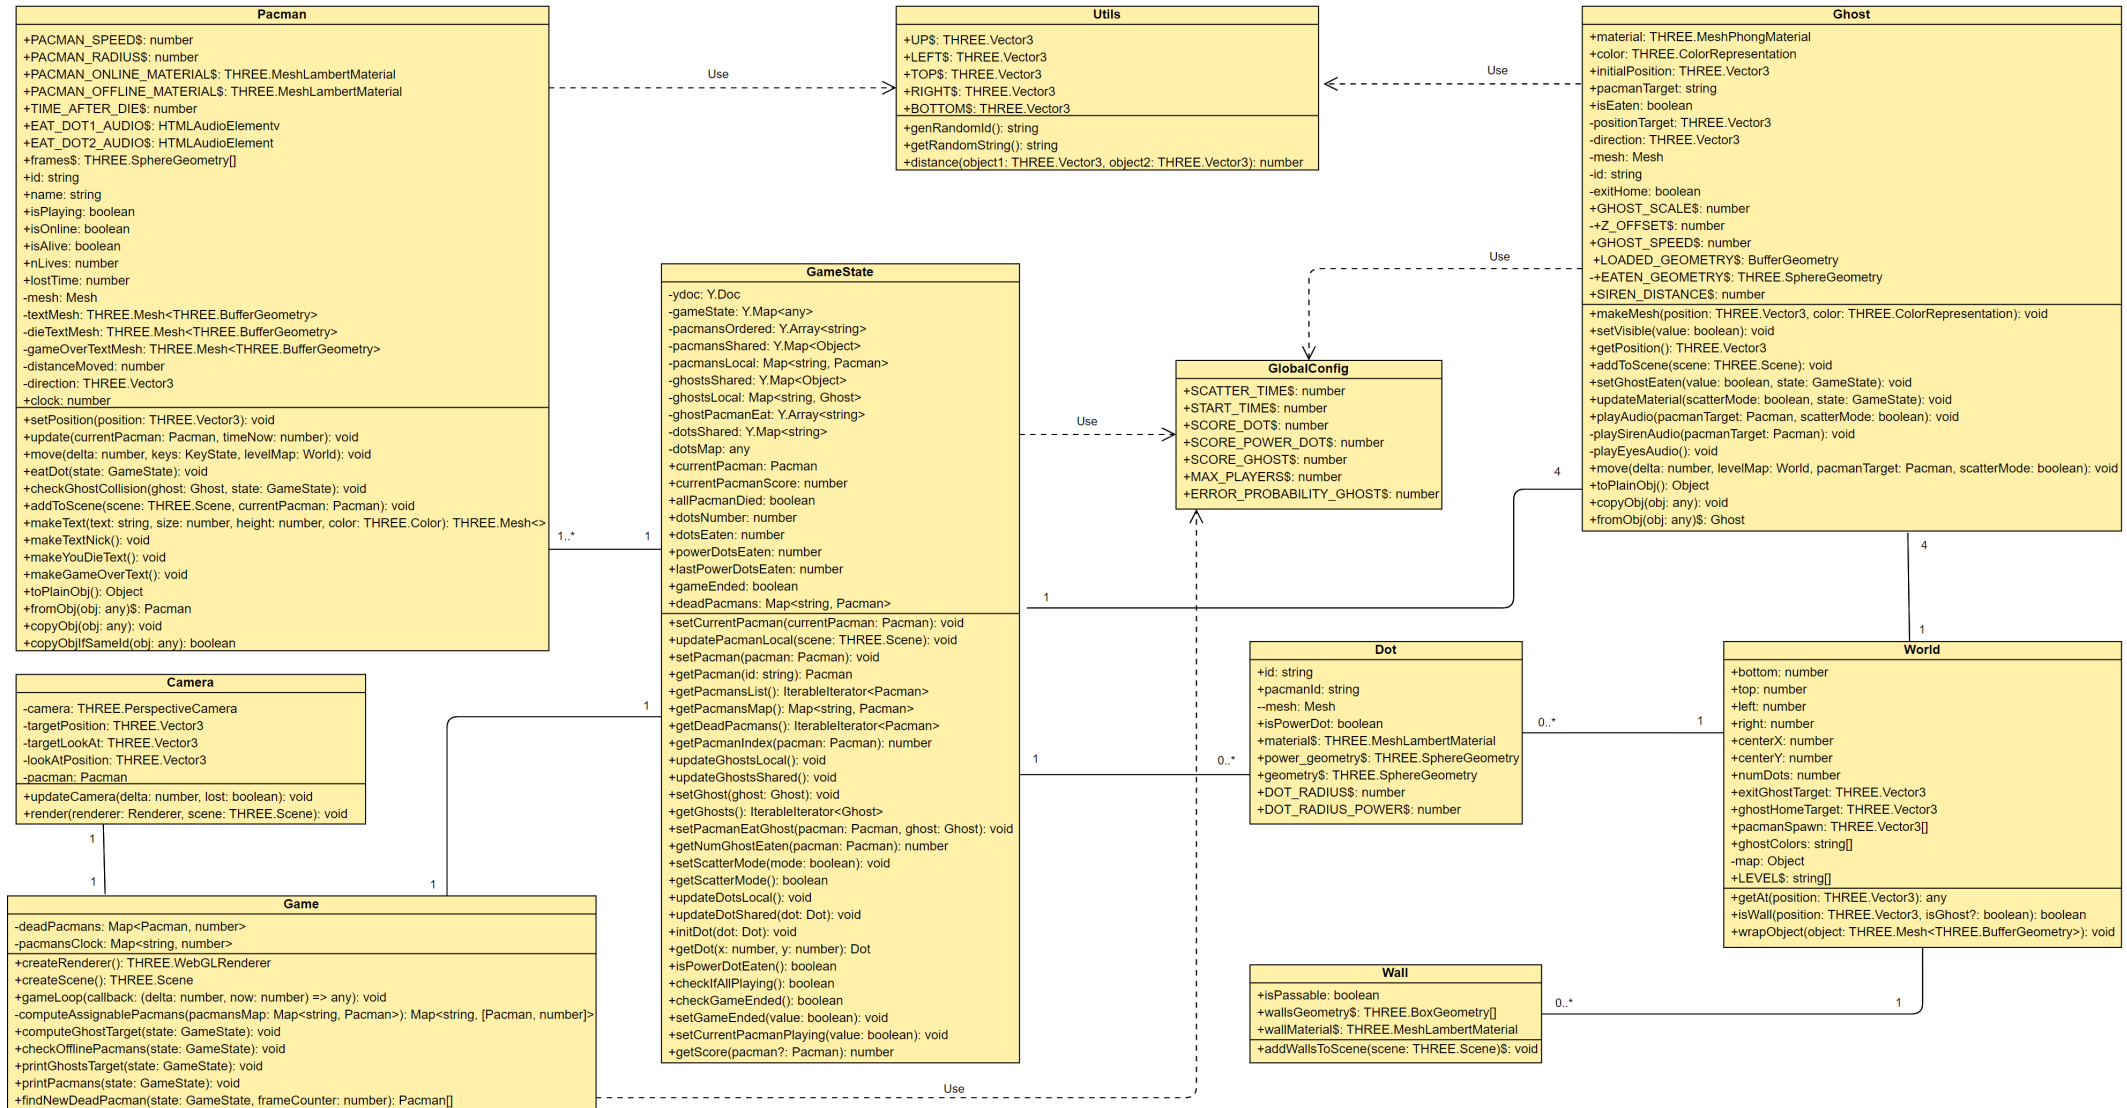 Pacman
+PACMAN_SPEED$: number
+PACMAN_RADIUS$: number
+PACMAN_ONLINE_MATERIAL$: THREE.MeshLambertMaterial
+PACMAN_OFFLINE_MATERIAL$: THREE.MeshLambertMaterial
+TIME_AFTER_DIE$: number
+EAT_DOT1_AUDIO$: HTMLAudioElementv
+EAT_DOT2_AUDIO$: HTMLAudioElement
+frames$: THREE.SphereGeometry[]
+id: string
+name: string
+isPlaying: boolean
+isOnline: boolean
+isAlive: boolean
+nLives: number
+lostTime: number
-mesh: Mesh
-textMesh: THREE.Mesh<THREE.BufferGeometry>
-dieTextMesh: THREE.Mesh<THREE.BufferGeometry>
-gameOverTextMesh: THREE.Mesh<THREE.BufferGeometry>
-distanceMoved: number
-direction: THREE.Vector3
+clock: number
+setPosition(position: THREE.Vector3): void
+update(currentPacman: Pacman, timeNow: number): void
+move(delta: number, keys: KeyState, levelMap: World): void
+eatDot(state: GameState): void
+checkGhostCollision(ghost: Ghost, state: GameState): void
+addToScene(scene: THREE.Scene, currentPacman: Pacman): void
+makeText(text: string, size: number, height: number, color: THREE.Color): THREE.Mesh<>
+makeTextNick(): void
+makeYouDieText(): void
+makeGameOverText(): void
+toPlainObj(): Object
+fromObj(obj: any)$: Pacman
+copyObj(obj: any): void
+copyObjIfSameId(obj: any): boolean
Use
Utils
+UP$: THREE.Vector3
+LEFT$: THREE.Vector3
+TOP$: THREE.Vector3
+RIGHT$: THREE.Vector3
+BOTTOM$: THREE.Vector3
+genRandomId(): string
+getRandomString(): string
+distance(object1: THREE.Vector3, object2: THREE.Vector3): number
Use
Ghost
+material: THREE.MeshPhongMaterial
+color: THREE.ColorRepresentation
+initialPosition: THREE.Vector3
+pacmanTarget: string
+isEaten: boolean
-positionTarget: THREE.Vector3
-direction: THREE.Vector3
-mesh: Mesh
-id: string
-exitHome: boolean
+GHOST_SCALE$: number
-+Z_OFFSET$: number
+GHOST_SPEED$: number
+LOADED_GEOMETRY$: BufferGeometry
-+EATEN_GEOMETRY$: THREE.SphereGeometry
+SIREN_DISTANCE$: number
+makeMesh(position: THREE.Vector3, color: THREE.ColorRepresentation): void
+setVisible(value: boolean): void
+getPosition(): THREE.Vector3
+addToScene(scene: THREE.Scene): void
+setGhostEaten(value: boolean, state: GameState): void
+updateMaterial(scatterMode: boolean, state: GameState): void
+playAudio(pacmanTarget: Pacman, scatterMode: boolean): void
-playSirenAudio(pacmanTarget: Pacman): void
-playEyesAudio(): void
+move(delta: number, levelMap: World, pacmanTarget: Pacman, scatterMode: boolean): void
+toPlainObj(): Object
+copyObj(obj: any): void
+fromObj(obj: any)$: Ghost
Use
GameState
-ydoc: Y.Doc
-gameState: Y.Map<any>
-pacmansOrdered: Y.Array<string>
-pacmansShared: Y.Map<Object>
-pacmansLocal: Map<string, Pacman>
-ghostsShared: Y.Map<Object>
-ghostsLocal: Map<string, Ghost>
-ghostPacmanEat: Y.Array<string>
-dotsShared: Y.Map<string>
-dotsMap: any
+currentPacman: Pacman
+currentPacmanScore: number
+allPacmanDied: boolean
+dotsNumber: number
+dotsEaten: number
+powerDotsEaten: number
+lastPowerDotsEaten: number
+gameEnded: boolean
+deadPacmans: Map<string, Pacman>
+setCurrentPacman(currentPacman: Pacman): void
+updatePacmanLocal(scene: THREE.Scene): void
+setPacman(pacman: Pacman): void
+getPacman(id: string): Pacman
+getPacmansList(): IterableIterator<Pacman>
+getPacmansMap(): Map<string, Pacman>
+getDeadPacmans(): IterableIterator<Pacman>
+getPacmanIndex(pacman: Pacman): number
+updateGhostsLocal(): void
+updateGhostsShared(): void
+setGhost(ghost: Ghost): void
+getGhosts(): IterableIterator<Ghost>
+setPacmanEatGhost(pacman: Pacman, ghost: Ghost): void
+getNumGhostEaten(pacman: Pacman): number
+setScatterMode(mode: boolean): void
+getScatterMode(): boolean
+updateDotsLocal(): void
+updateDotShared(dot: Dot): void
+initDot(dot: Dot): void
+getDot(x: number, y: number): Dot
+isPowerDotEaten(): boolean
+checkIfAllPlaying(): boolean
+checkGameEnded(): boolean
+setGameEnded(value: boolean): void
+setCurrentPacmanPlaying(value: boolean): void
+getScore(pacman?: Pacman): number
Use
GlobalConfig
+SCATTER_TIME$: number
+START_TIME$: number
+SCORE_DOT$: number
+SCORE_POWER_DOT$: number
+SCORE_GHOST$: number
+MAX_PLAYERS$: number
+ERROR_PROBABILITY_GHOST$: number
4
1..*
1
4
1
1
Camera
-camera: THREE.PerspectiveCamera
-targetPosition: THREE.Vector3
-targetLookAt: THREE.Vector3
-lookAtPosition: THREE.Vector3
-pacman: Pacman
+updateCamera(delta: number, lost: boolean): void
+render(renderer: Renderer, scene: THREE.Scene): void
1
1
1
1
Dot
+id: string
+pacmanId: string
--mesh: Mesh
+isPowerDot: boolean
+material$: THREE.MeshLambertMaterial
+power_geometry$: THREE.SphereGeometry
+geometry$: THREE.SphereGeometry
+DOT_RADIUS$: number
+DOT_RADIUS_POWER$: number
1
0..*
0..*
1
World
+bottom: number
+top: number
+left: number
+right: number
+centerX: number
+centerY: number
+numDots: number
+exitGhostTarget: THREE.Vector3
+ghostHomeTarget: THREE.Vector3
+pacmanSpawn: THREE.Vector3[]
+ghostColors: string[]
-map: Object
+LEVEL$: string[]
+getAt(position: THREE.Vector3): any
+isWall(position: THREE.Vector3, isGhost?: boolean): boolean
+wrapObject(object: THREE.Mesh<THREE.BufferGeometry>): void
Game
-deadPacmans: Map<Pacman, number>
-pacmansClock: Map<string, number>
+createRenderer(): THREE.WebGLRenderer
+createScene(): THREE.Scene
+gameLoop(callback: (delta: number, now: number) => any): void
-computeAssignablePacmans(pacmansMap: Map<string, Pacman>): Map<string, [Pacman, number]>
+computeGhostTarget(state: GameState): void
+checkOfflinePacmans(state: GameState): void
+printGhostsTarget(state: GameState): void
+printPacmans(state: GameState): void
+findNewDeadPacman(state: GameState, frameCounter: number): Pacman[]
Use
Wall
+isPassable: boolean
+wallsGeometry$: THREE.BoxGeometry[]
+wallMaterial$: THREE.MeshLambertMaterial
+addWallsToScene(scene: THREE.Scene)$: void
0..*
1